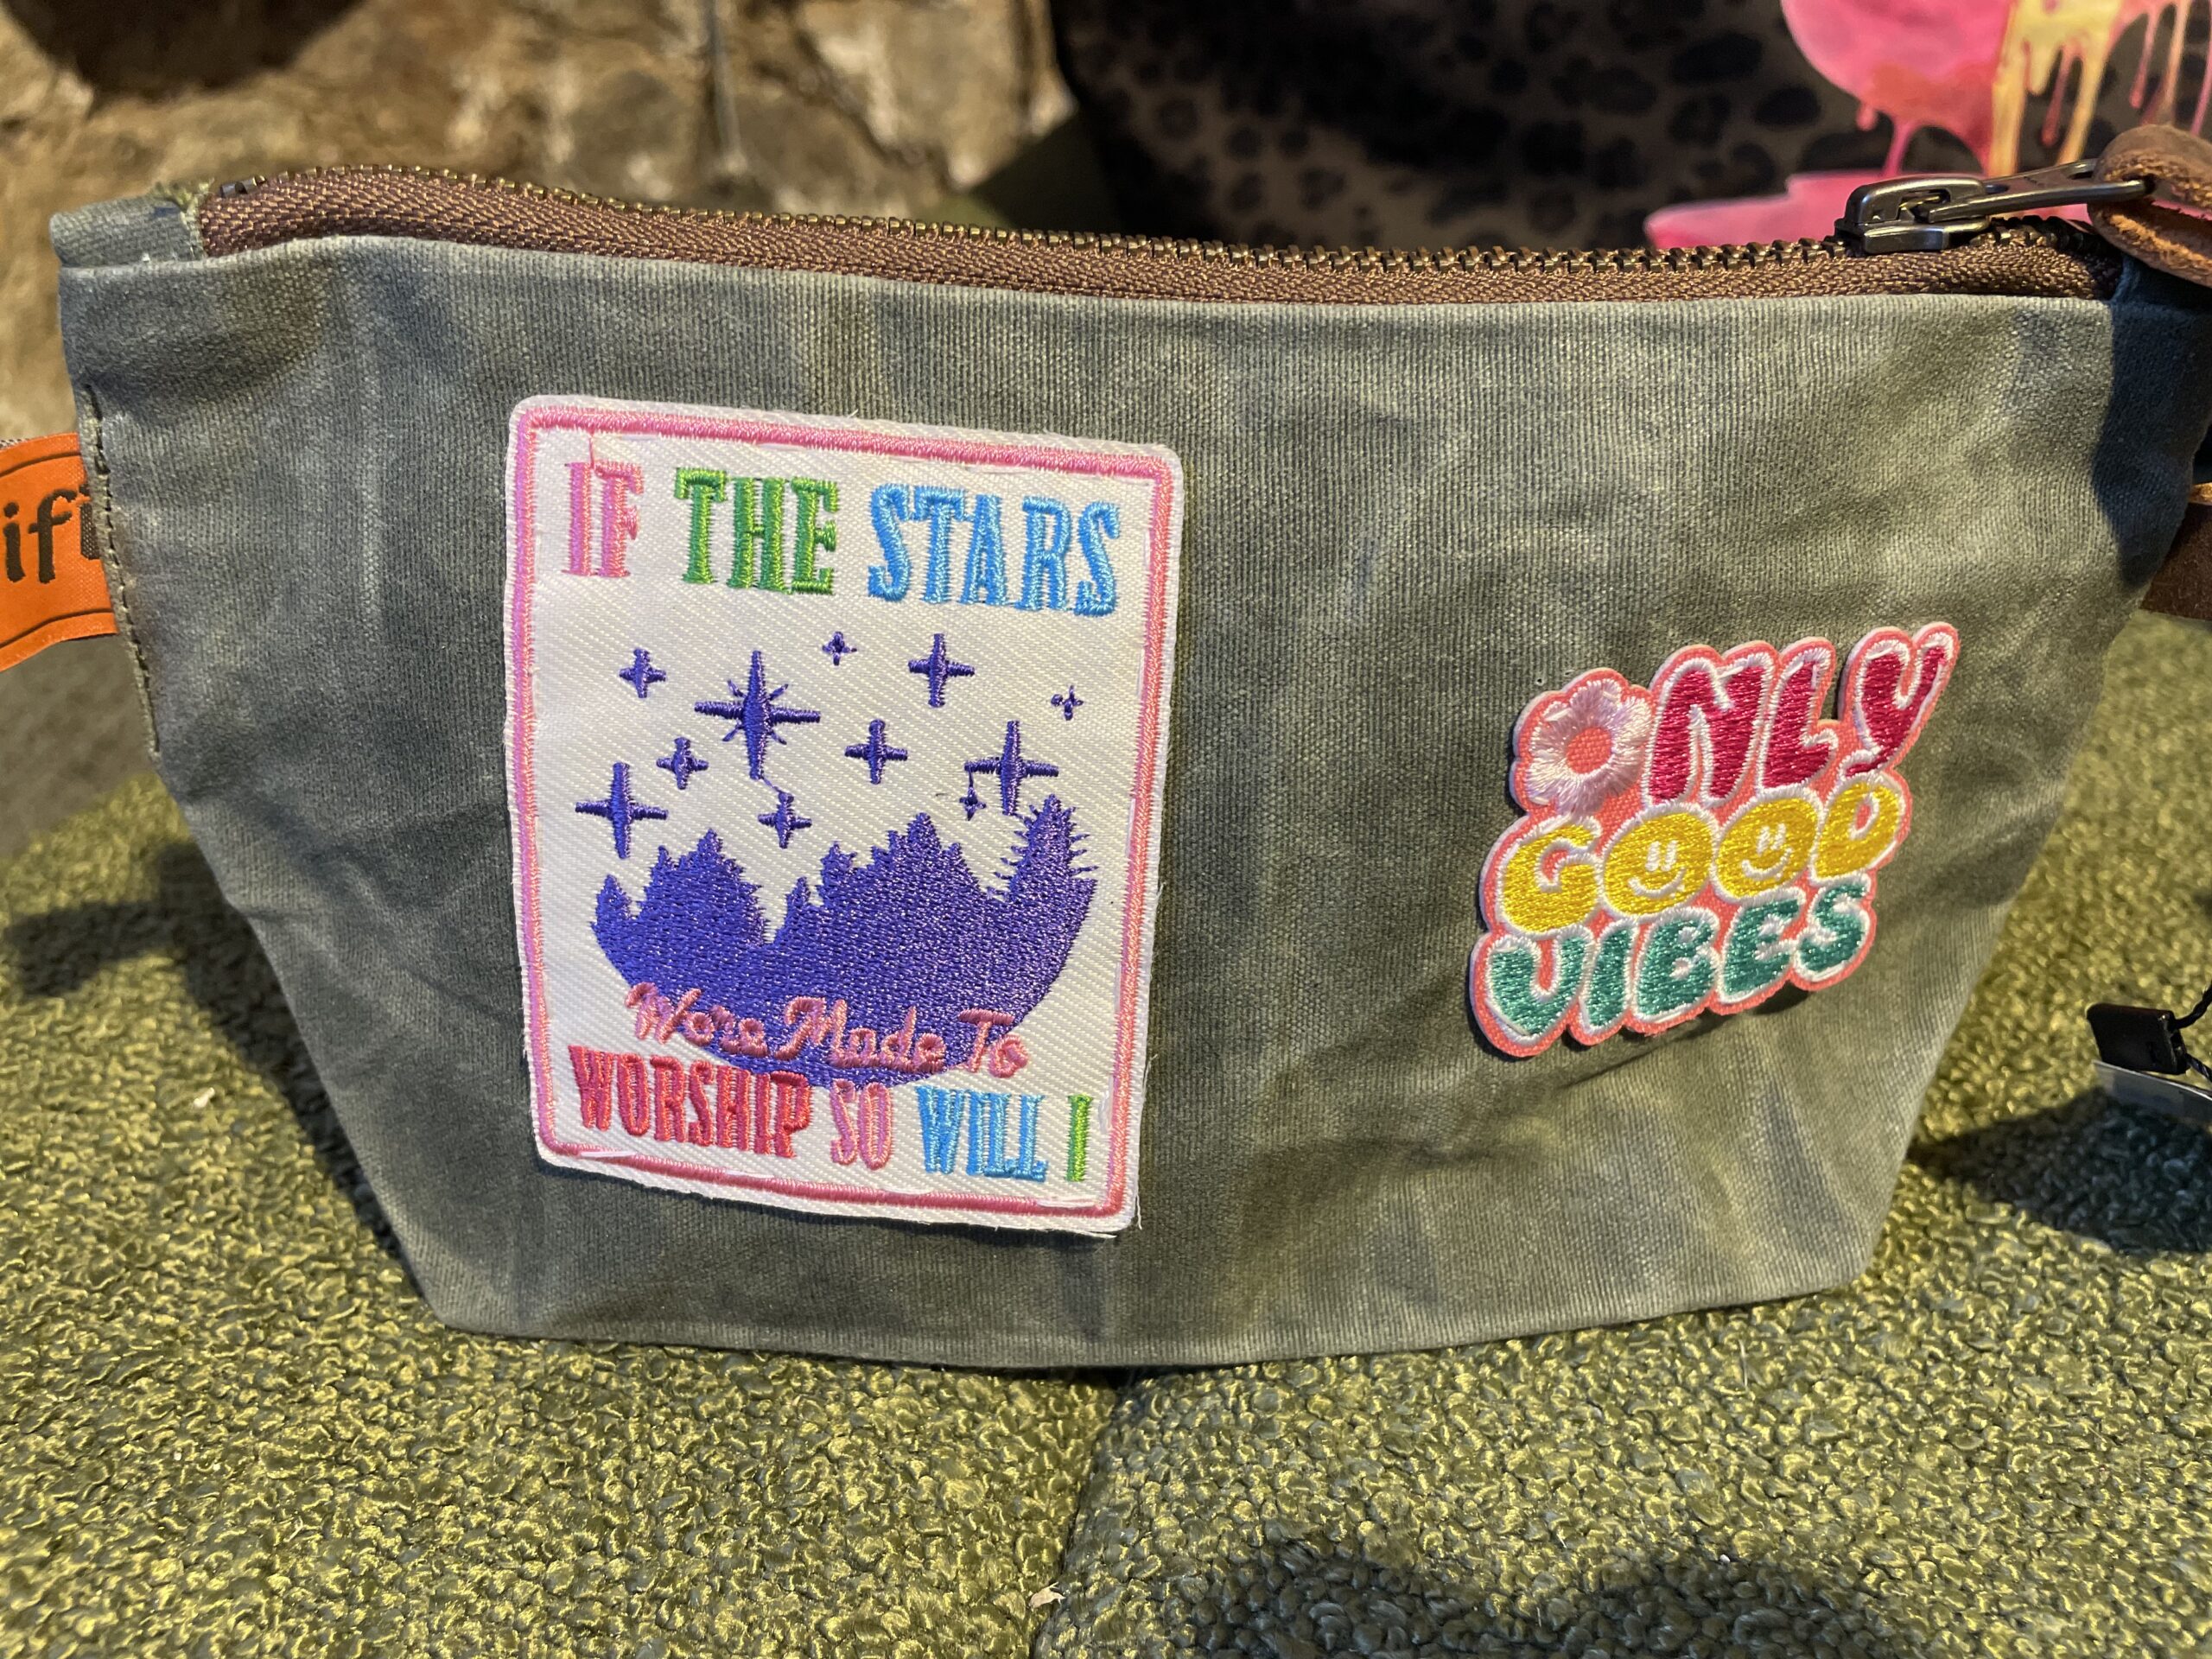 IF THE STARS
Were Made To
WORSHIP SO WILL I
ONLY
GOOD
VIBES